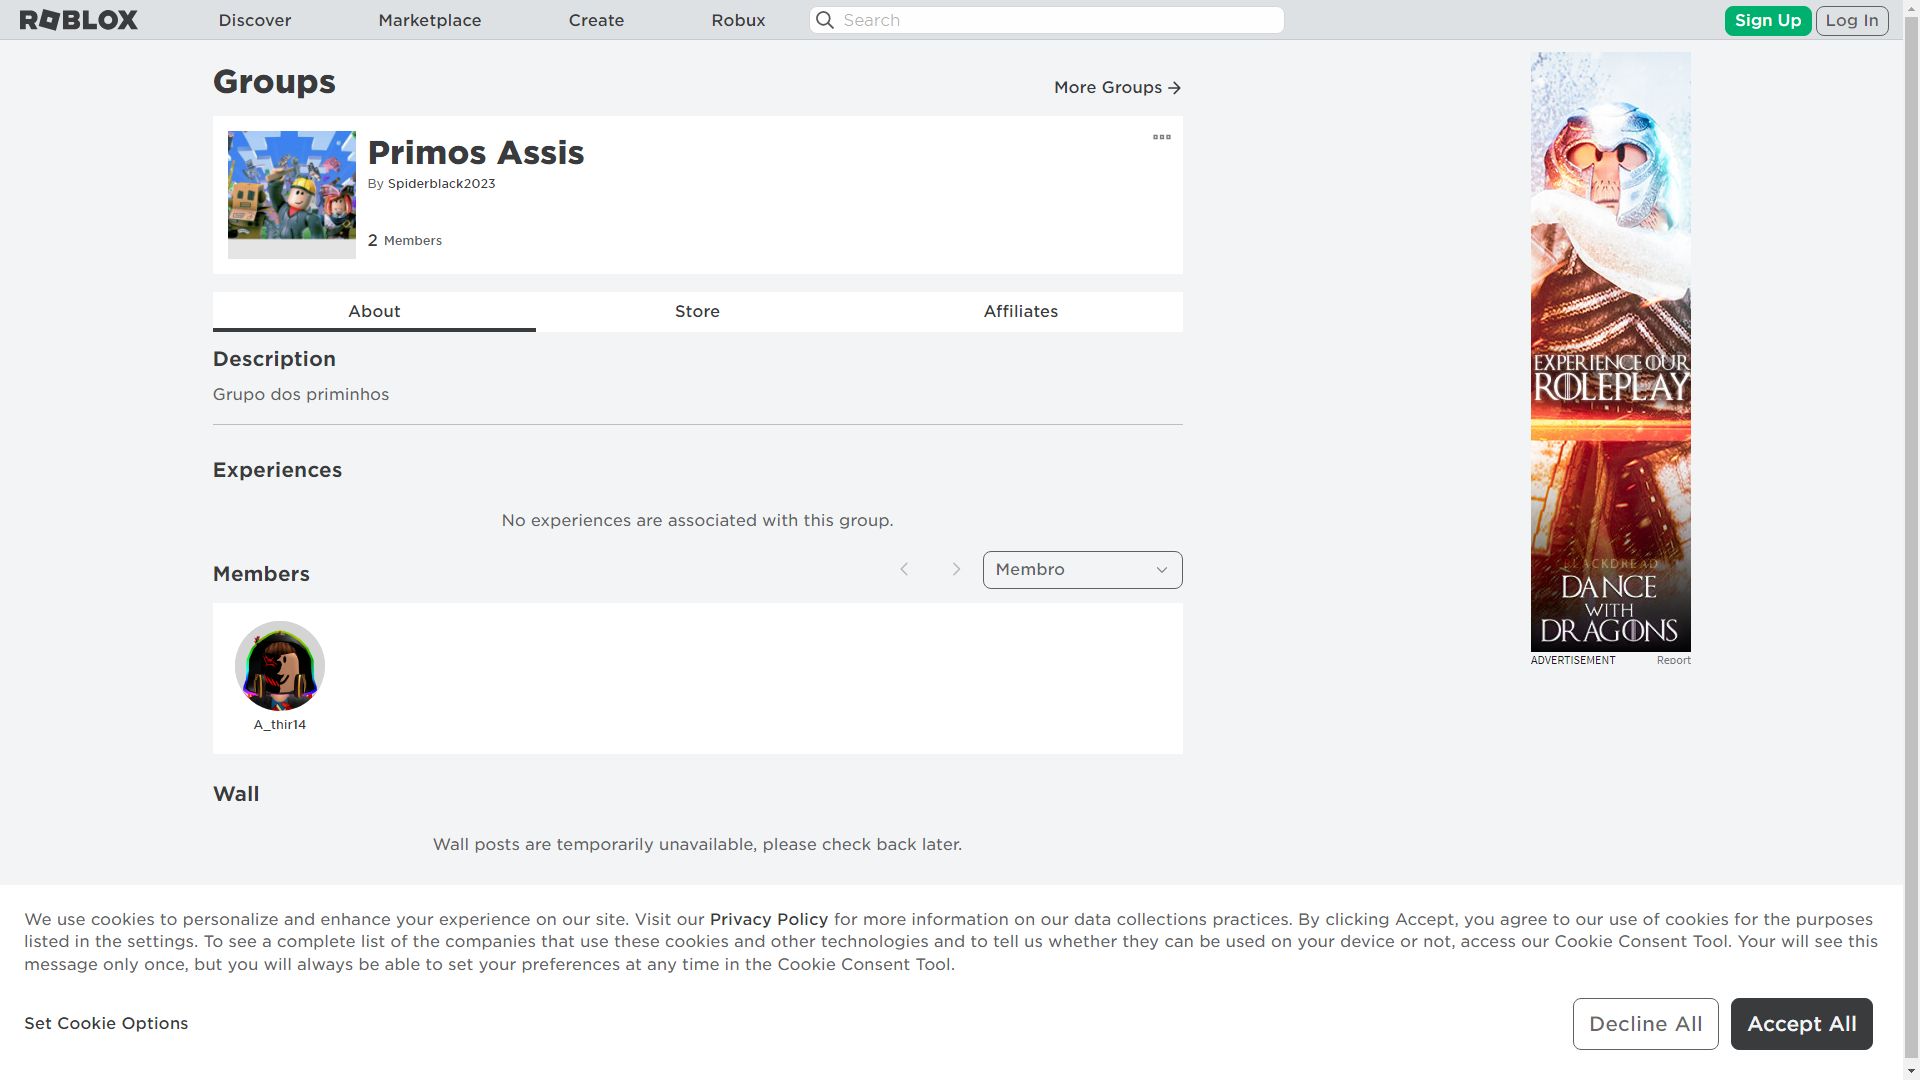 ROBLOX
Discover
Marketplace
Create
Robux
Search
Sign Up
Log In
Groups
More Groups
Primos Assis
By Spiderblack2023
2 Members
About
Store
Affiliates
Description
Grupo dos priminhos
Experiences
No experiences are associated with this group.
Members
Membro
A_thir14
Wall
Wall posts are temporarily unavailable, please check back later.
EXPERIENCE OUR
ROLEPLAY
BLACKDREAD
DANCE
WITH
DRAGONS
ADVERTISEMENT
Report
We use cookies to personalize and enhance your experience on our site. Visit our Privacy Policy for more information on our data collections practices. By clicking Accept, you agree to our use of cookies for the purposes
listed in the settings. To see a complete list of the companies that use these cookies and other technologies and to tell us whether they can be used on your device or not, access our Cookie Consent Tool. Your will see this
message only once, but you will always be able to set your preferences at any time in the Cookie Consent Tool.
Set Cookie Options
Decline All
Accept All